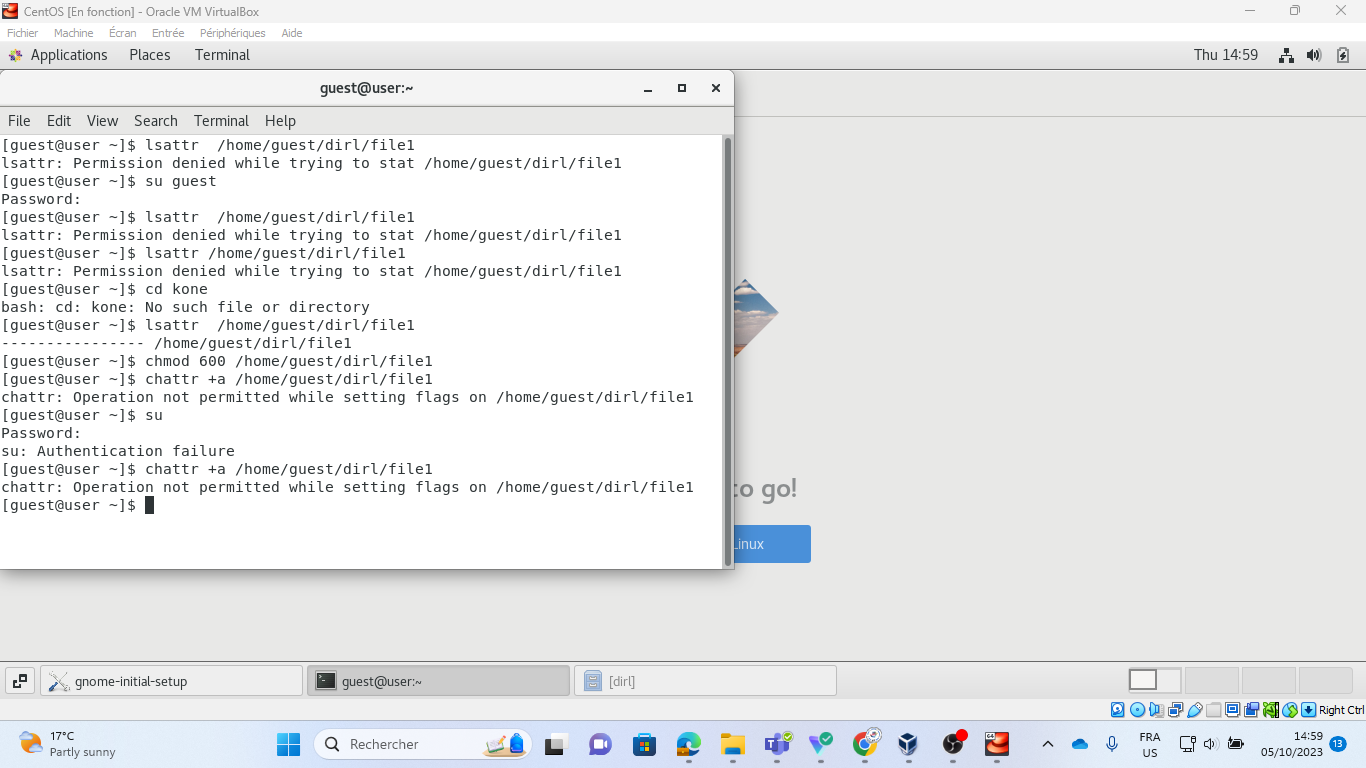 CentOS [En fonction] - Oracle VM VirtualBox
Fichier Machine Écran Entrée Périphériques Aide
Applications Places Terminal Thu 14:59
guest@user:~
File Edit View Search Terminal Help
[guest@user ~]$ lsattr  /home/guest/dirl/file1
lsattr: Permission denied while trying to stat /home/guest/dirl/file1
[guest@user ~]$ su guest
Password:
[guest@user ~]$ lsattr  /home/guest/dirl/file1
lsattr: Permission denied while trying to stat /home/guest/dirl/file1
[guest@user ~]$ lsattr /home/guest/dirl/file1
lsattr: Permission denied while trying to stat /home/guest/dirl/file1
[guest@user ~]$ cd kone
bash: cd: kone: No such file or directory
[guest@user ~]$ lsattr  /home/guest/dirl/file1
---------------- /home/guest/dirl/file1
[guest@user ~]$ chmod 600 /home/guest/dirl/file1
[guest@user ~]$ chattr +a /home/guest/dirl/file1
chattr: Operation not permitted while setting flags on /home/guest/dirl/file1
[guest@user ~]$ su
Password:
su: Authentication failure
[guest@user ~]$ chattr +a /home/guest/dirl/file1
chattr: Operation not permitted while setting flags on /home/guest/dirl/file1
[guest@user ~]$
to go!
Linux
gnome-initial-setup guest@user:~ [dirl]
Right Ctrl
17°C
Partly sunny
Rechercher
FRA
US
14:59
05/10/2023
13